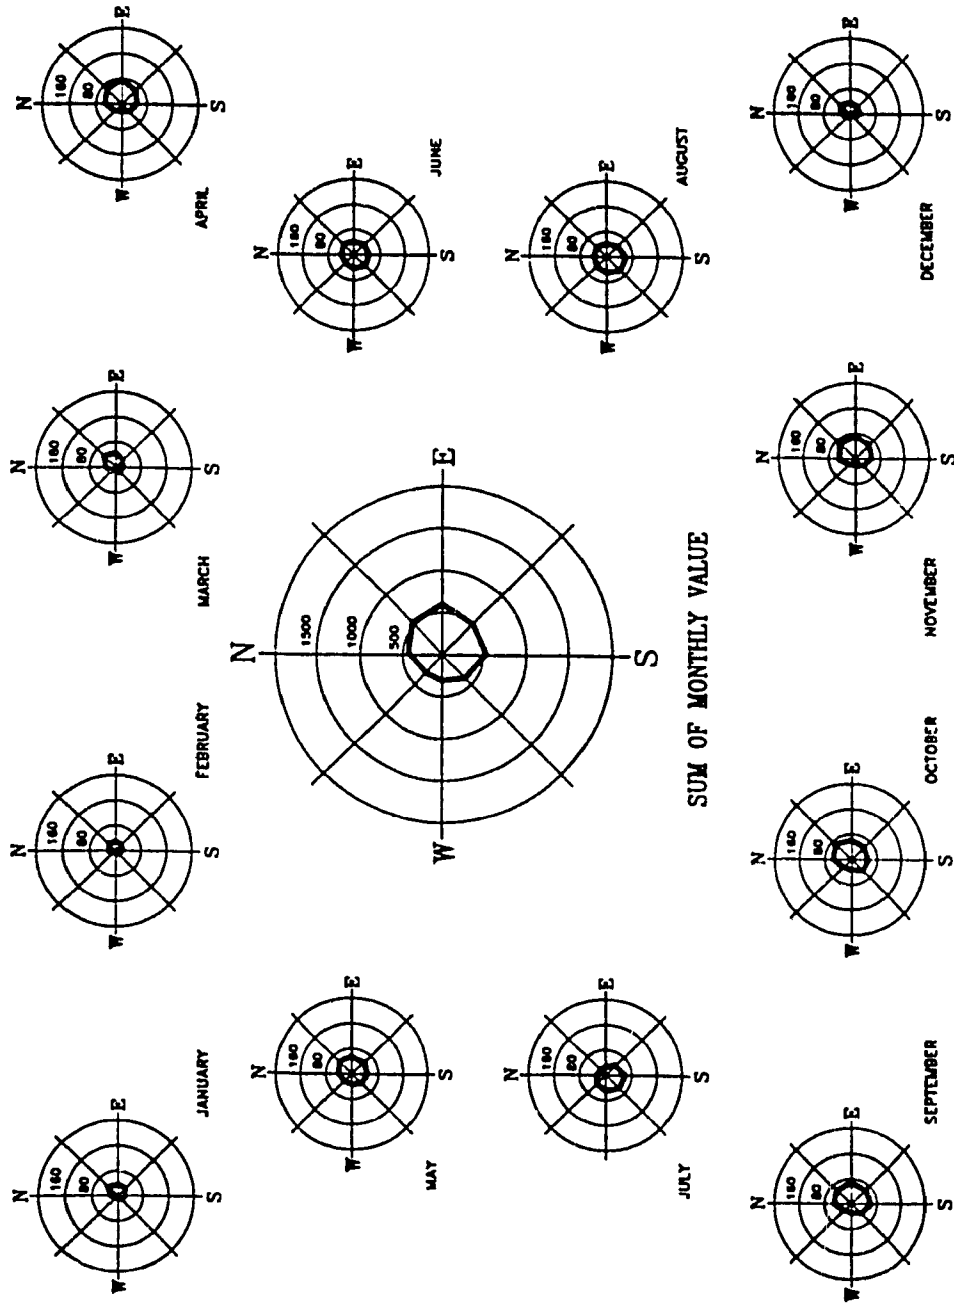 N
160
80
W
E
S
JANUARY
N
160
80
W
E
S
FEBRUARY
N
160
80
W
E
S
MARCH
N
160
80
W
E
S
APRIL
N
160
80
W
E
S
MAY
N
160
80
W
E
S
JUNE
N
1500
1000
500
W
E
S
SUM OF MONTHLY VALUE
N
160
80
E
S
JULY
N
160
80
W
E
S
AUGUST
N
160
80
W
E
S
SEPTEMBER
N
160
80
W
E
S
OCTOBER
N
160
80
W
E
S
NOVEMBER
N
160
80
W
E
S
DECEMBER